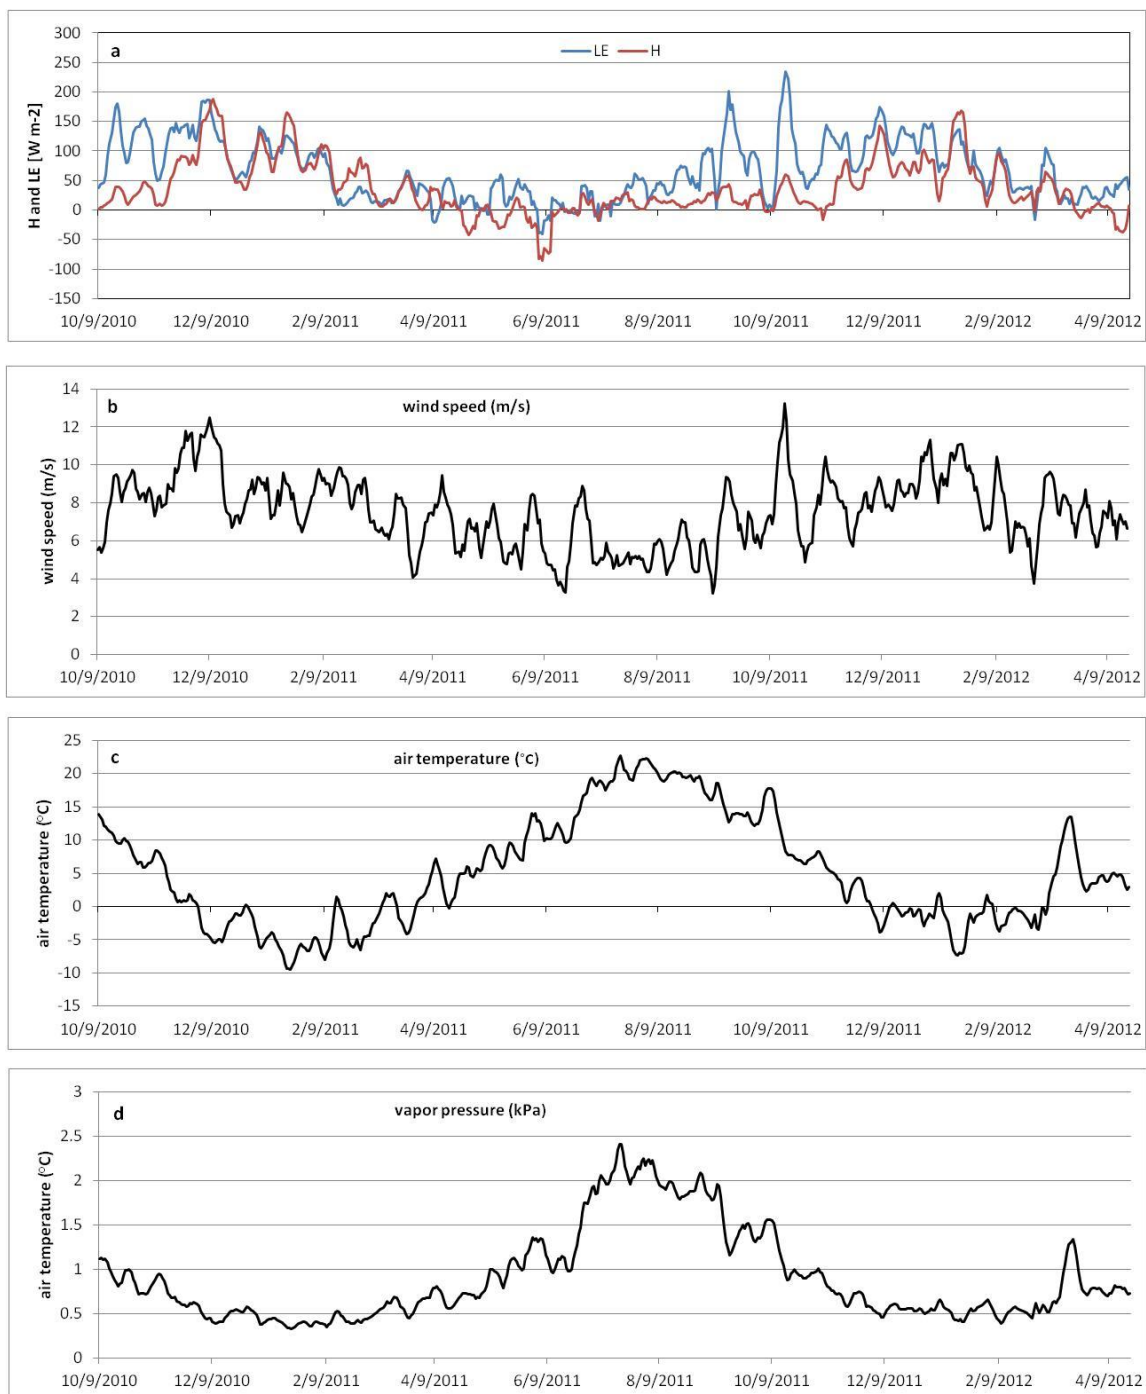 a
LE H
H and LE [W m-2]
300
250
200
150
100
50
0
-50
-100
-150
10/9/2010 12/9/2010 2/9/2011 4/9/2011 6/9/2011 8/9/2011 10/9/2011 12/9/2011 2/9/2012 4/9/2012
b wind speed (m/s)
wind speed (m/s)
14
12
10
8
6
4
2
0
10/9/2010 12/9/2010 2/9/2011 4/9/2011 6/9/2011 8/9/2011 10/9/2011 12/9/2011 2/9/2012 4/9/2012
c air temperature (°C)
air temperature (°C)
25
20
15
10
5
0
-5
-10
-15
10/9/2010 12/9/2010 2/9/2011 4/9/2011 6/9/2011 8/9/2011 10/9/2011 12/9/2011 2/9/2012 4/9/2012
d vapor pressure (kPa)
air temperature (°C)
3
2.5
2
1.5
1
0.5
0
10/9/2010 12/9/2010 2/9/2011 4/9/2011 6/9/2011 8/9/2011 10/9/2011 12/9/2011 2/9/2012 4/9/2012